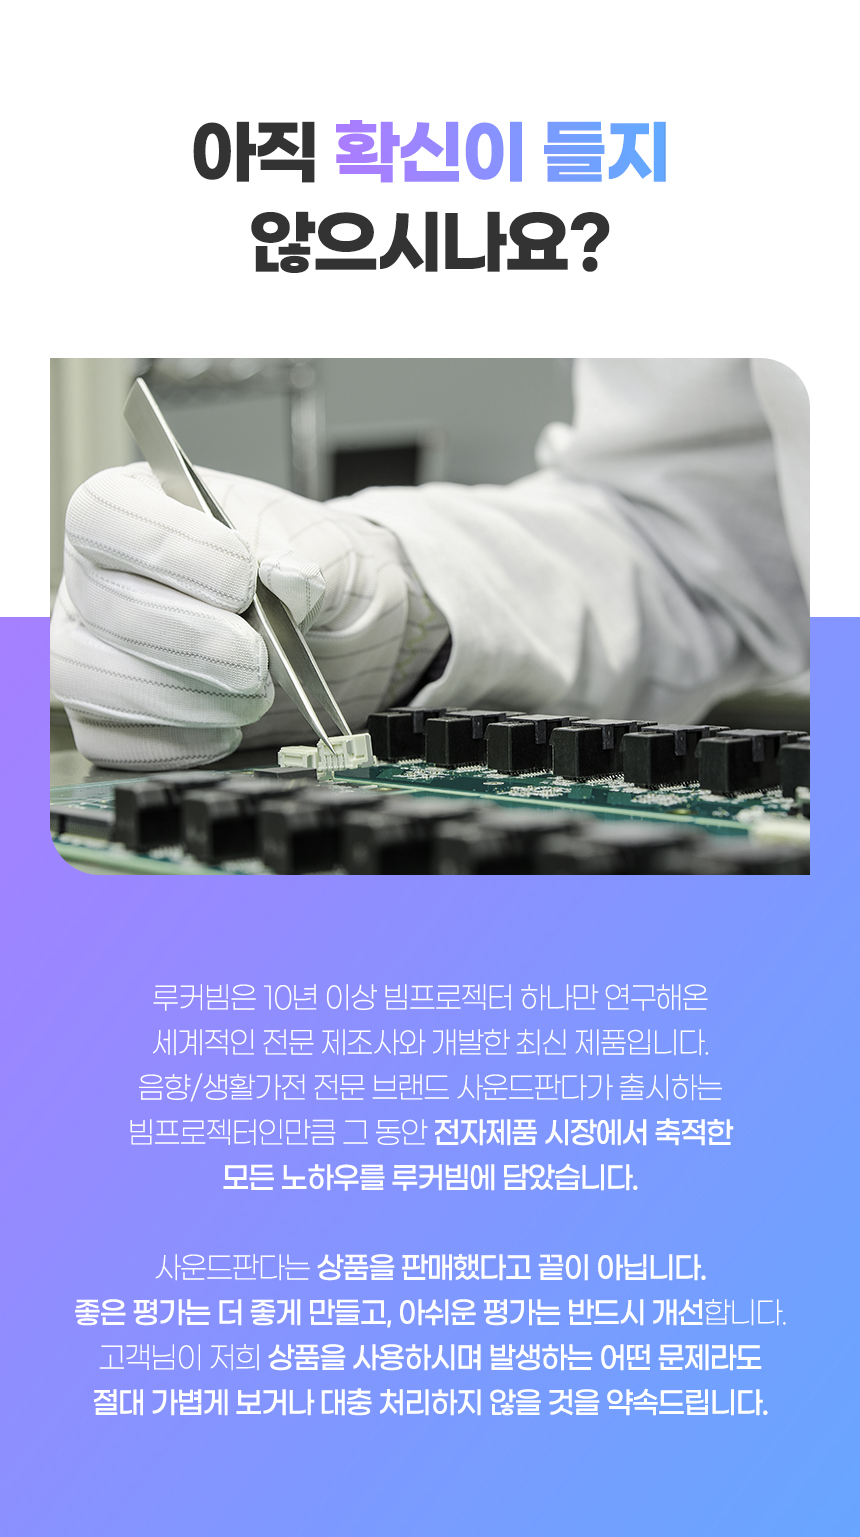 아직 확신이 들지
않으시나요?
루커빔은 10년 이상 빔프로젝터 하나만 연구해온
세계적인 전문 제조사와 개발한 최신 제품입니다.
음향/생활가전 전문 브랜드 사운드판다가 출시하는
빔프로젝터인만큼 그 동안 전자제품 시장에서 축적한
모든 노하우를 루커빔에 담았습니다.
사운드판다는 상품을 판매했다고 끝이 아닙니다.
좋은 평가는 더 좋게 만들고, 아쉬운 평가는 반드시 개선합니다.
고객님이 저희 상품을 사용하시며 발생하는 어떤 문제라도
절대 가볍게 보거나 대충 처리하지 않을 것을 약속드립니다.